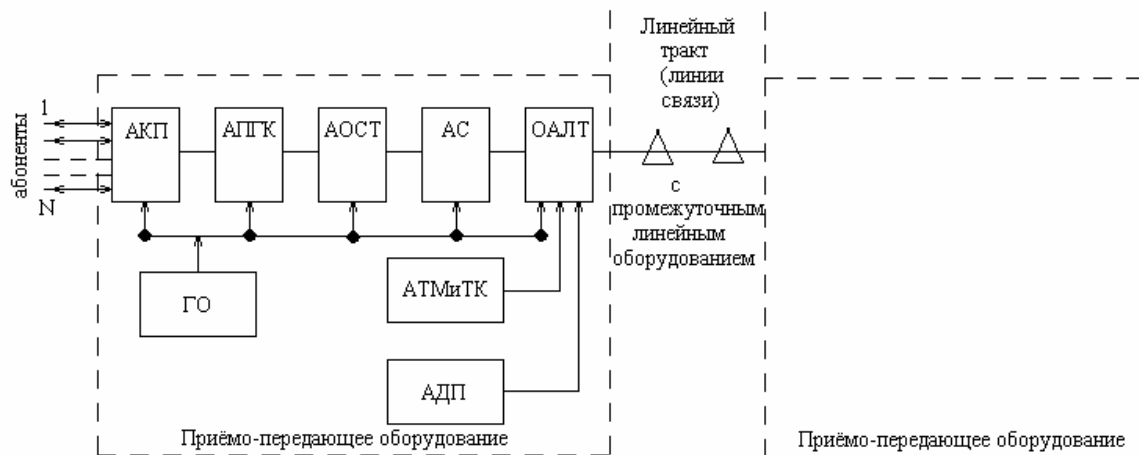 Линейный
тракт
(линии
связи)
1
абоненты
N
АКП
АПГК
АОСТ
АС
ОАЛТ
с
промежуточным
линейным
оборудованием
ГО
АТМиТК
АДП
Приёмо-передающее оборудование
Приёмо-передающее оборудование